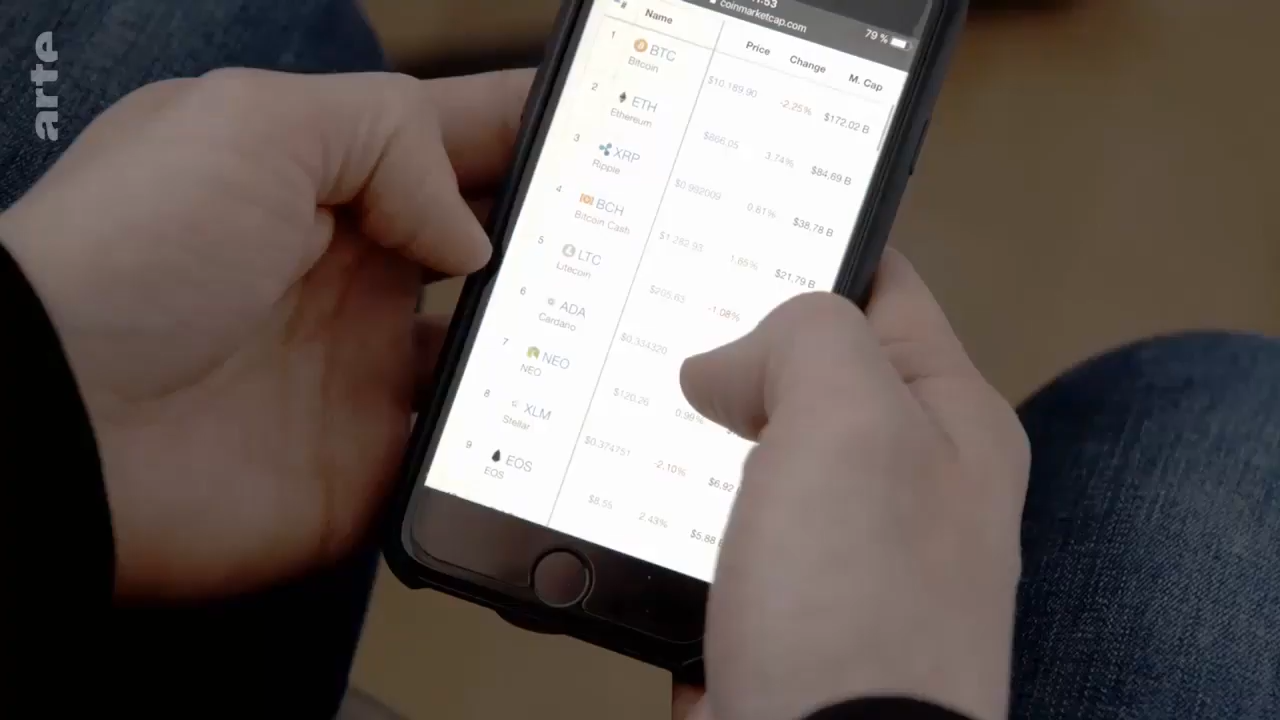 arte
:53
coinmarketcap.com
79 %
Name Price Change M. Cap
1 BTC Bitcoin $10,189.90 -2.25% $172.02 B
2 ETH Ethereum $866.05 3.74% $84.69 B
3 XRP Ripple $0.992009 0.81% $38.78 B
4 BCH Bitcoin Cash $1,282.93 1.65% $21.79 B
5 LTC Litecoin $205.65 -1.08%
6 ADA Cardano $0.334320
7 NEO NEO $120.26 0.99%
8 XLM Stellar $0.374751 -2.10% $6.92
9 EOS EOS $8.55 2.43% $5.88 B